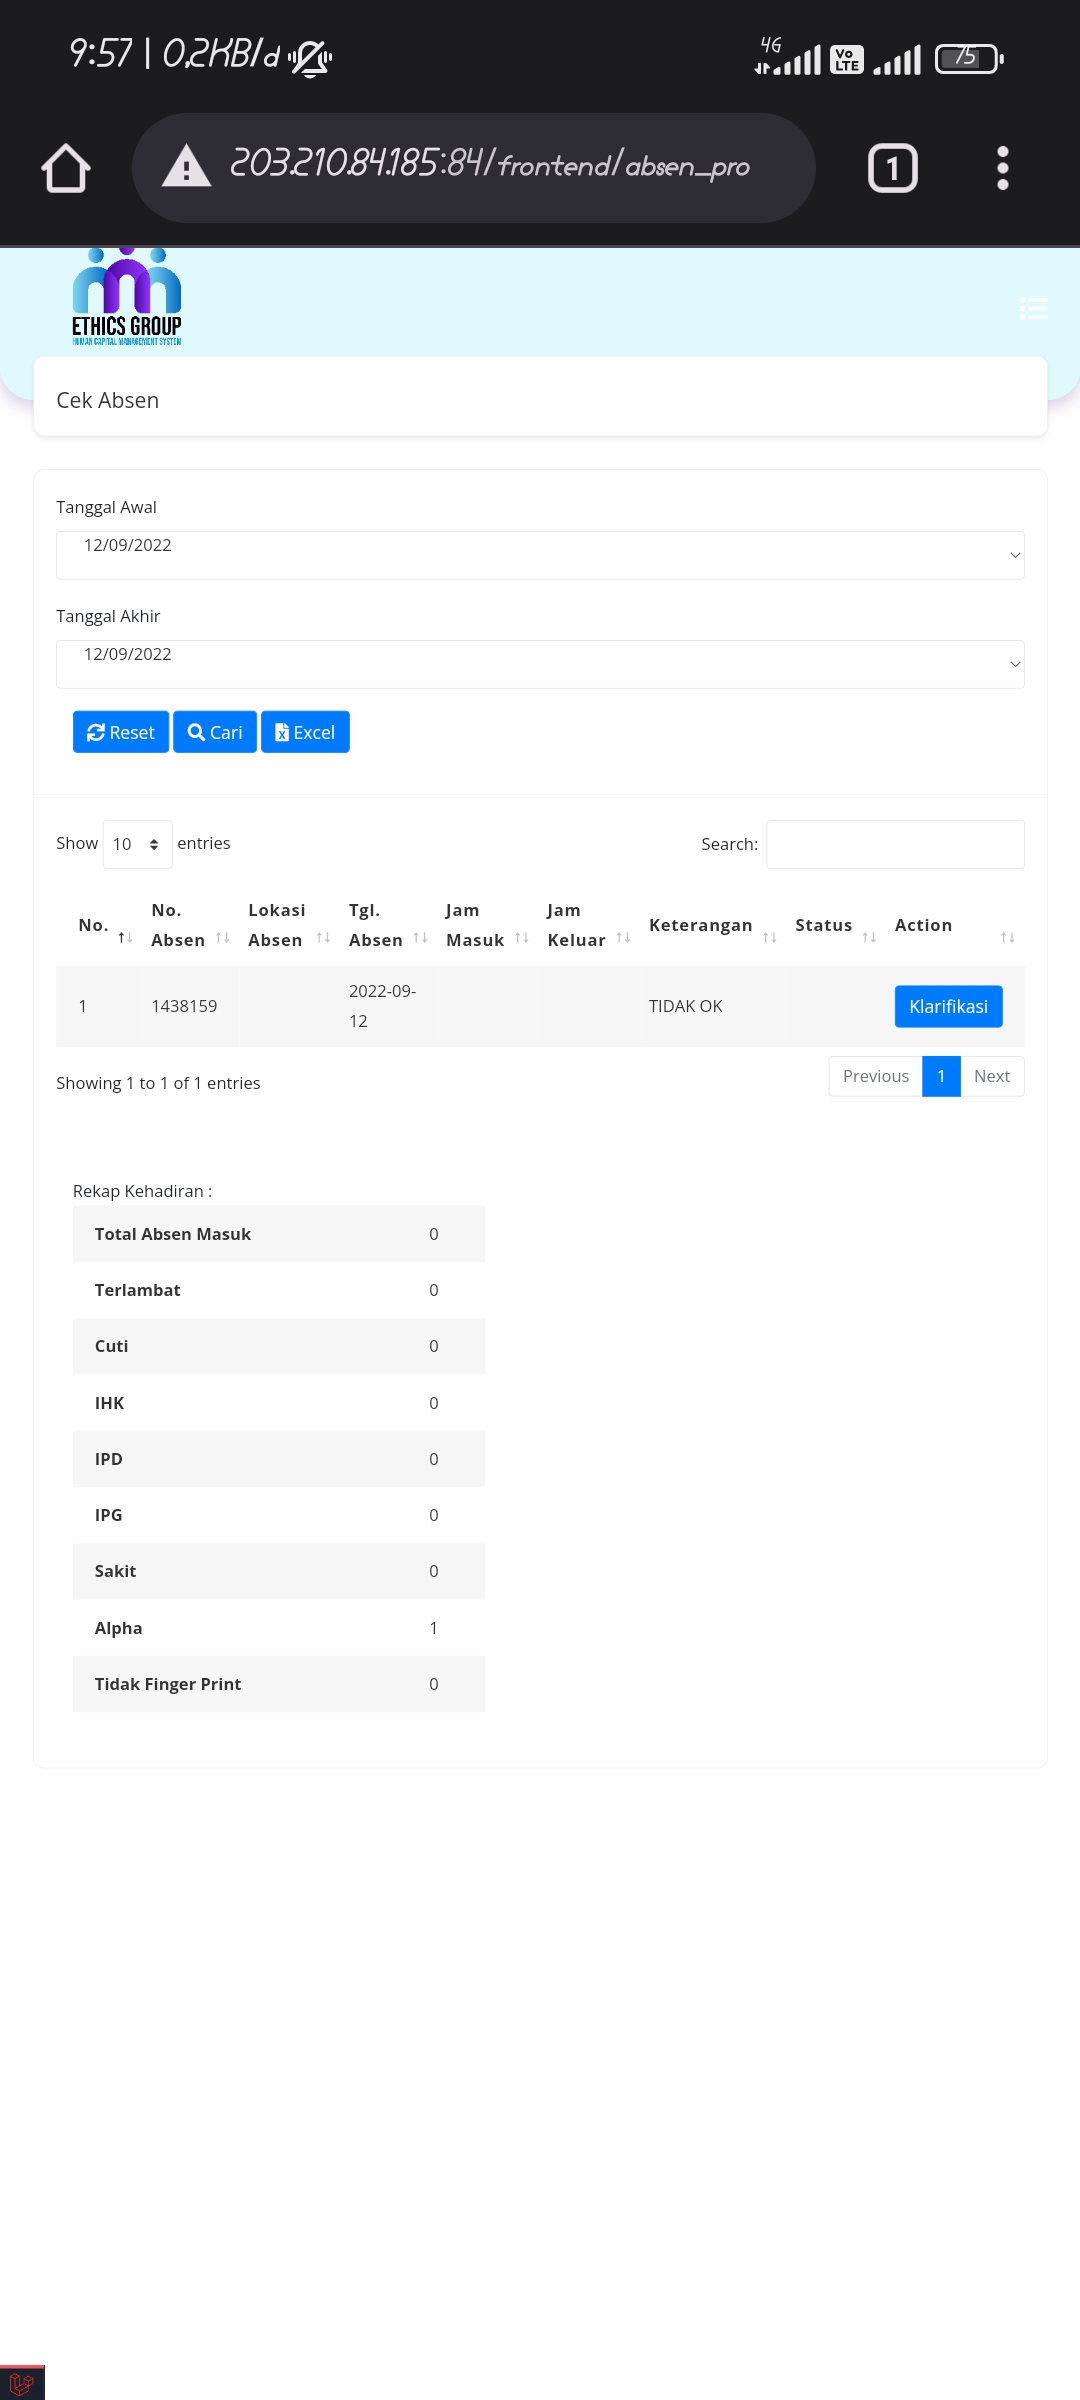 9:57 | 0,2KB/d
4G
Vo
LTE
75
203.210.84.185:84/frontend/absen_pro
1
ETHICS GROUP
HUMAN CAPITAL MANAGEMENT SYSTEM
Cek Absen
Tanggal Awal
12/09/2022
Tanggal Akhir
12/09/2022
Reset Cari Excel
Show 10 entries Search:
No. No. Absen Lokasi Absen Tgl. Absen Jam Masuk Jam Keluar Keterangan Status Action
1 1438159 2022-09-12 TIDAK OK Klarifikasi
Showing 1 to 1 of 1 entries Previous 1 Next
Rekap Kehadiran :
Total Absen Masuk 0
Terlambat 0
Cuti 0
IHK 0
IPD 0
IPG 0
Sakit 0
Alpha 1
Tidak Finger Print 0